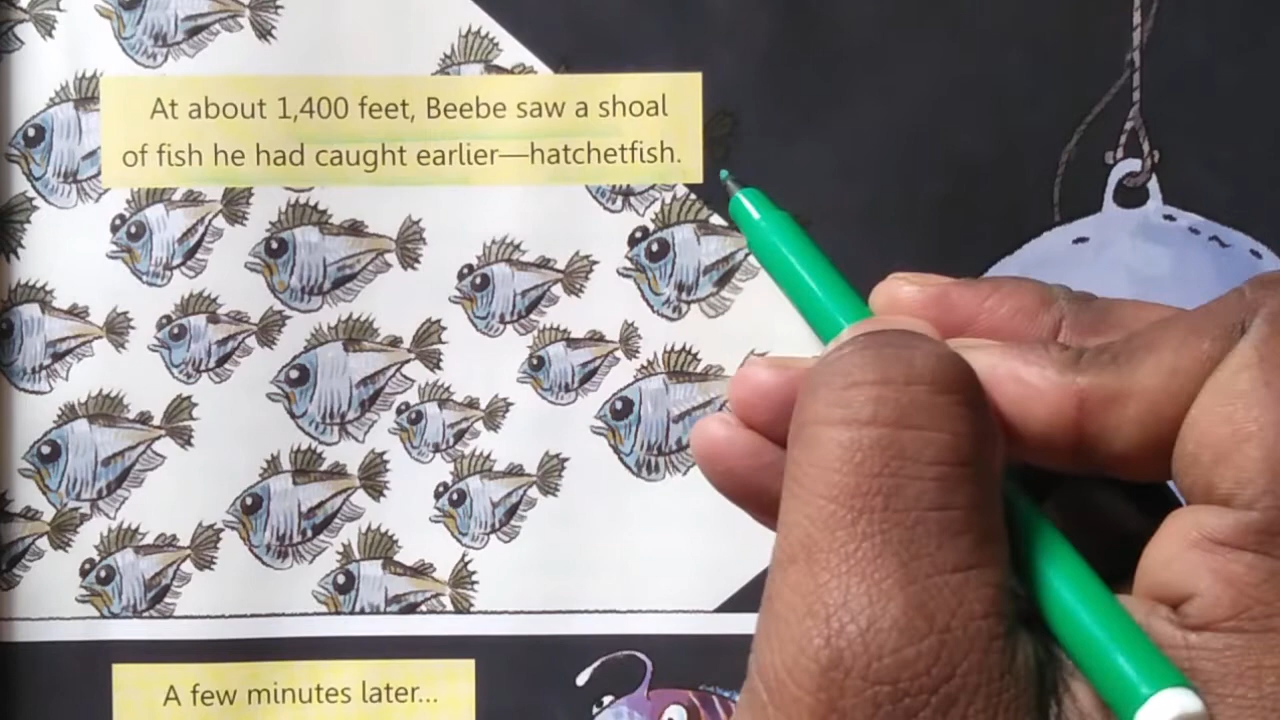 At about 1,400 feet, Beebe saw a shoal
of fish he had caught earlier—hatchetfish.
A few minutes later...